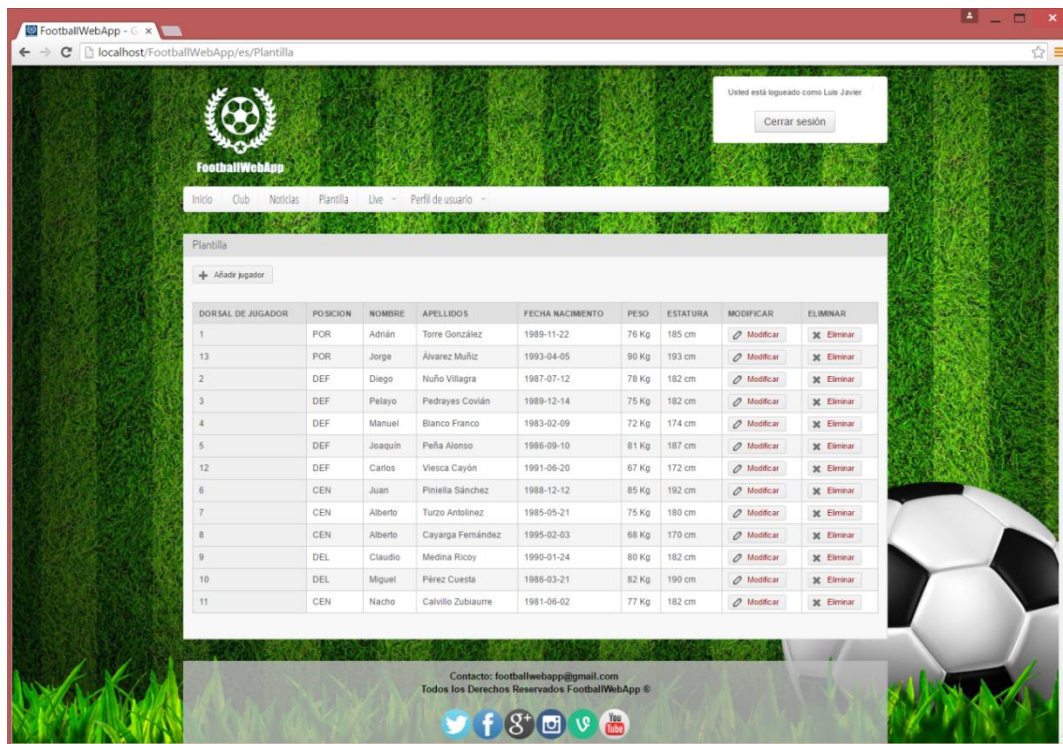 FootballWebApp - G
localhost/FootballWebApp/es/Plantilla
Usted está logueado como Luis Javier
Cerrar sesión
FootballWebApp
Inicio Club Noticias Plantilla Live Perfil de usuario
Plantilla
Añadir jugador
DORSAL DE JUGADOR POSICION NOMBRE APELLIDOS FECHA NACIMIENTO PESO ESTATURA MODIFICAR ELIMINAR
1 POR Adrián Torre González 1989-11-22 76 Kg 185 cm Modificar Eliminar
13 POR Jorge Álvarez Muñiz 1993-04-05 90 Kg 193 cm Modificar Eliminar
2 DEF Diego Nuño Villagra 1987-07-12 78 Kg 182 cm Modificar Eliminar
3 DEF Pelayo Pedrayes Covián 1989-12-14 75 Kg 182 cm Modificar Eliminar
4 DEF Manuel Blanco Franco 1983-02-09 72 Kg 174 cm Modificar Eliminar
5 DEF Joaquín Peña Alonso 1986-09-10 81 Kg 187 cm Modificar Eliminar
12 DEF Carlos Viesca Cayón 1991-06-20 67 Kg 172 cm Modificar Eliminar
6 CEN Juan Piniella Sánchez 1988-12-12 85 Kg 192 cm Modificar Eliminar
7 CEN Alberto Turzo Antolinez 1985-05-21 75 Kg 180 cm Modificar Eliminar
8 CEN Alberto Cayarga Fernández 1995-02-03 68 Kg 170 cm Modificar Eliminar
9 DEL Claudio Medina Ricoy 1990-01-24 80 Kg 182 cm Modificar Eliminar
10 DEL Miguel Pérez Cuesta 1986-03-21 82 Kg 190 cm Modificar Eliminar
11 CEN Nacho Calvillo Zubiaurre 1981-06-02 77 Kg 182 cm Modificar Eliminar
Contacto: footballwebapp@gmail.com
Todos los Derechos Reservados FootballWebApp ®
You
Tube